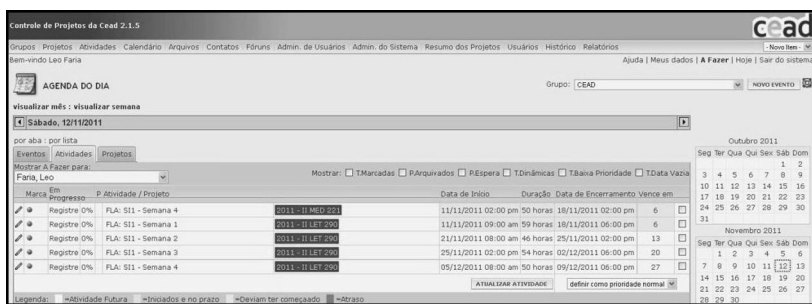 Controle de Projetos da Cead 2.1.5
cead
Grupos Projetos Atividades Calendário Arquivos Contatos Fóruns Admin. de Usuários Admin. do Sistema Resumo dos Projetos Usuários Histórico Relatórios - Novo Item -
Bem-vindo Leo Faria Ajuda | Meus dados | A Fazer | Hoje | Sair do sistema
AGENDA DO DIA Grupo: CEAD NOVO EVENTO
visualizar mês : visualizar semana
Sábado, 12/11/2011
por aba : por lista
Eventos Atividades Projetos
Mostrar A Fazer para:
Faria, Leo
Mostrar: T.Marcadas P.Arquivados P.Espera T.Dinâmicas T.Baixa Prioridade T.Data Vazia
Marca Em Progresso P Atividade / Projeto Data de Início Duração Data de Encerramento Vence em
Registre 0% FLA: SI1 - Semana 4 2011 - II MED 221 11/11/2011 02:00 pm 50 horas 18/11/2011 02:00 pm 6
Registre 0% FLA: SI1 - Semana 1 2011 - II LET 290 11/11/2011 09:00 am 59 horas 18/11/2011 06:00 pm 6
Registre 0% FLA: SI1 - Semana 2 2011 - II LET 290 21/11/2011 08:00 am 46 horas 25/11/2011 02:00 pm 13
Registre 0% FLA: SI1 - Semana 3 2011 - II LET 290 25/11/2011 02:00 pm 54 horas 02/12/2011 06:00 pm 20
Registre 0% FLA: SI1 - Semana 4 2011 - II LET 290 05/12/2011 08:00 am 50 horas 09/12/2011 06:00 pm 27
ATUALIZAR ATIVIDADE definir como prioridade normal
Legenda: =Atividade Futura =Iniciados e no prazo =Deviam ter começaado =Atraso
Outubro 2011
Seg Ter Qua Qui Sex Sáb Dom
1 2
3 4 5 6 7 8 9
10 11 12 13 14 15 16
17 18 19 20 21 22 23
24 25 26 27 28 29 30
31
Novembro 2011
Seg Ter Qua Qui Sex Sáb Dom
1 2 3 4 5 6
7 8 9 10 11 12 13
14 15 16 17 18 19 20
21 22 23 24 25 26 27
28 29 30